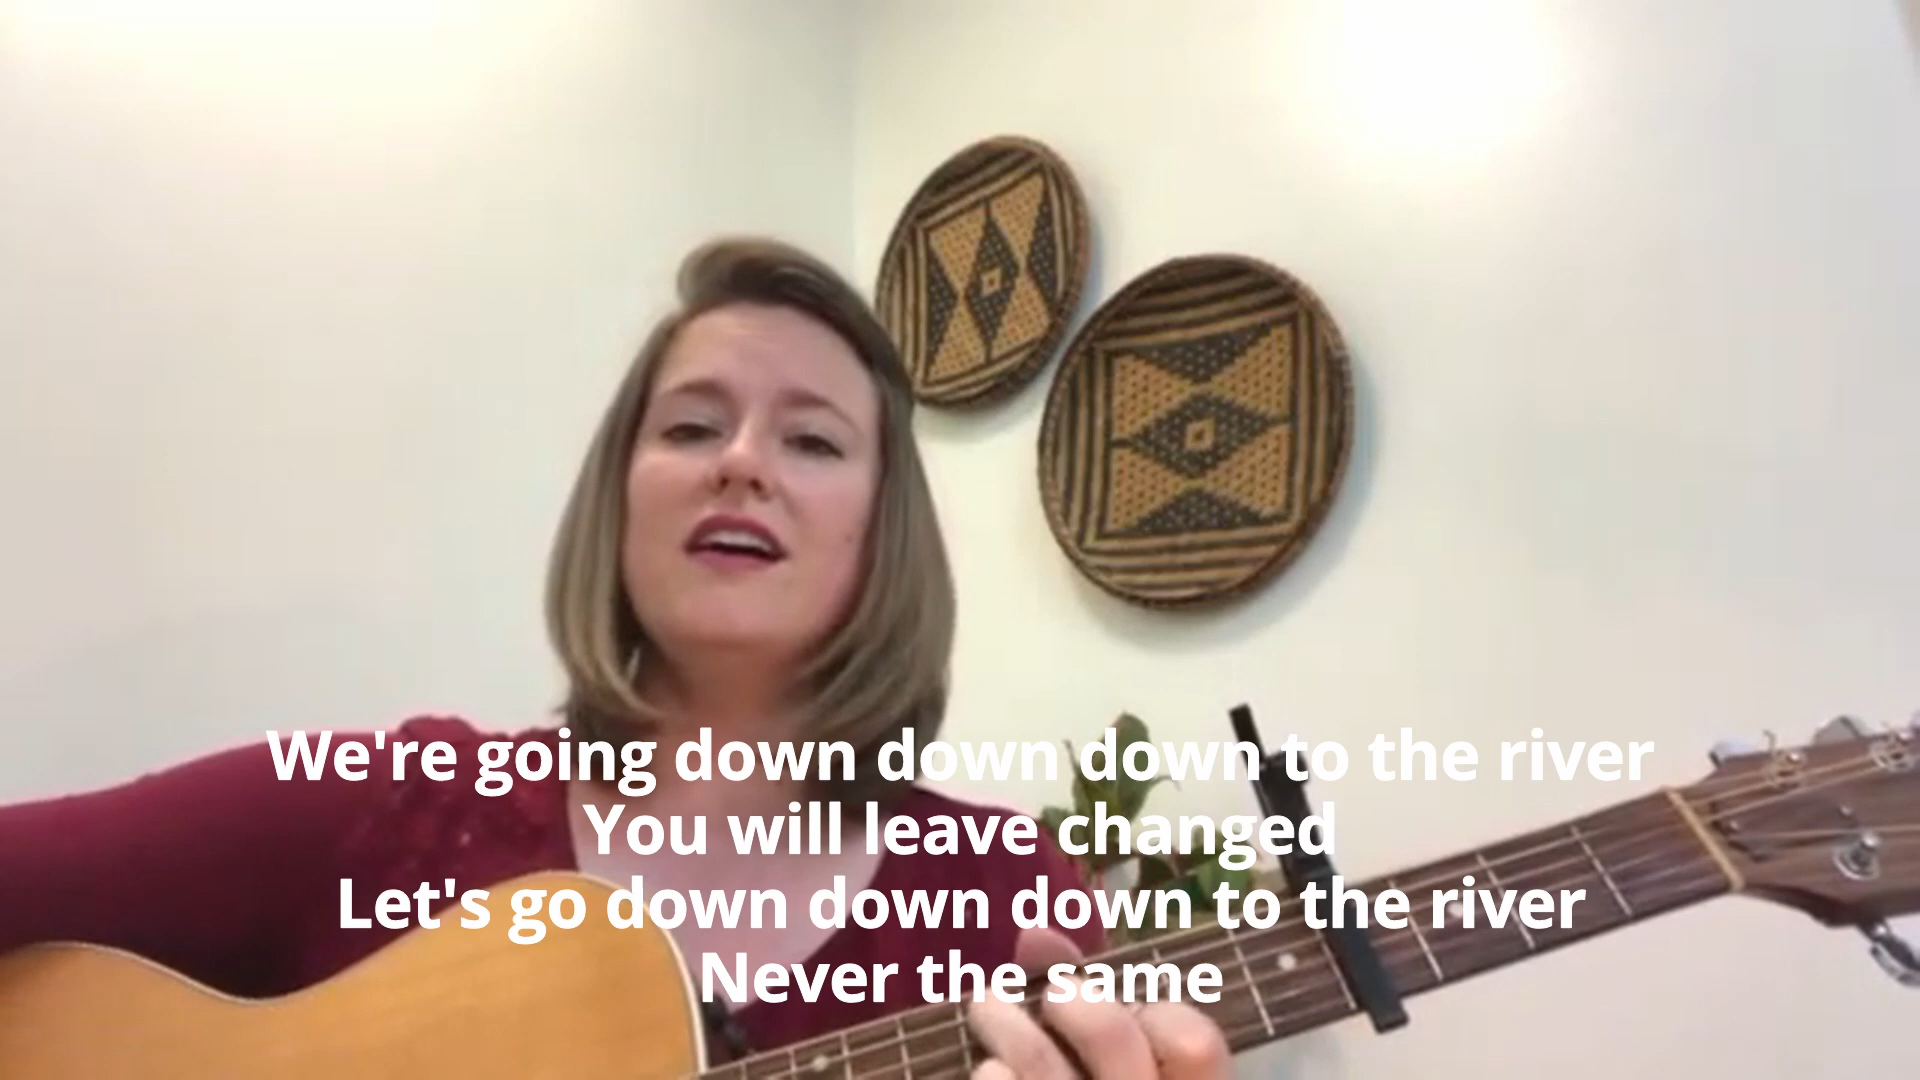 We're going down down down to the river
You will leave changed
Let's go down down down to the river
Never the same